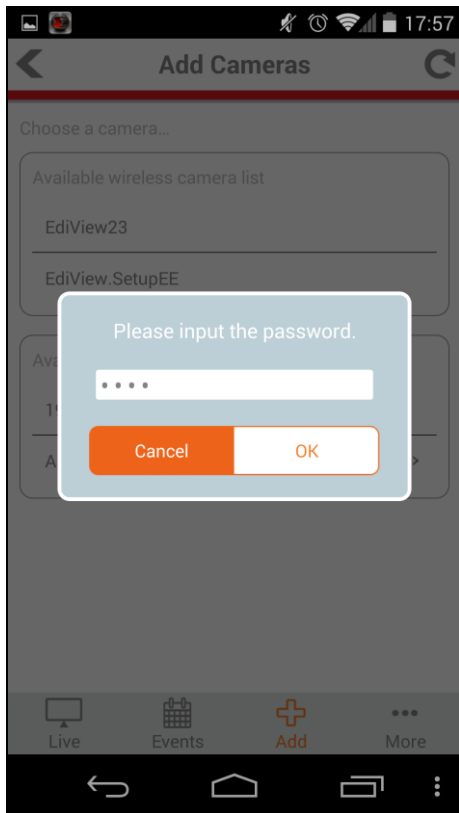 17:57
Add Cameras
Choose a camera...
Available wireless camera list
EdiView23
EdiView.SetupEE
Please input the password.
••••
Cancel OK
Live Events Add More